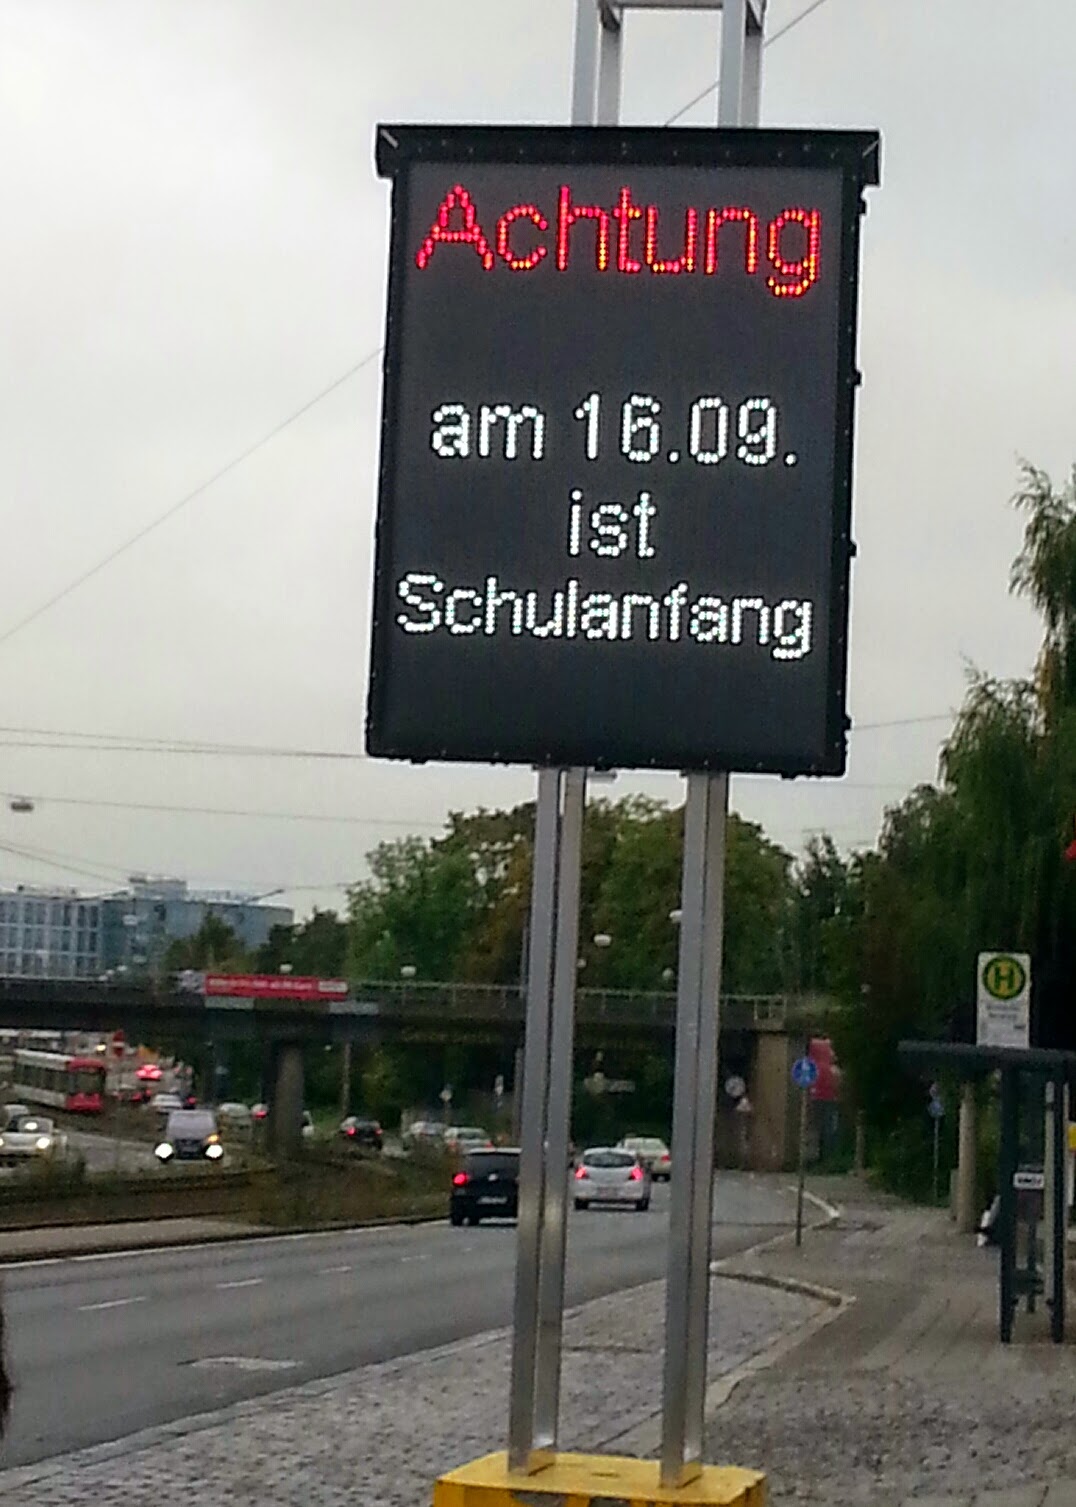 Achtung
am 16.09.
ist
Schulanfang
H